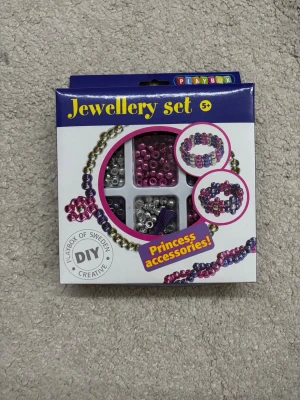 PLAYBOX
Jewellery set 5+
Princess
accessories!
PLAYBOX OF SWEDEN
DIY
CREATIVE